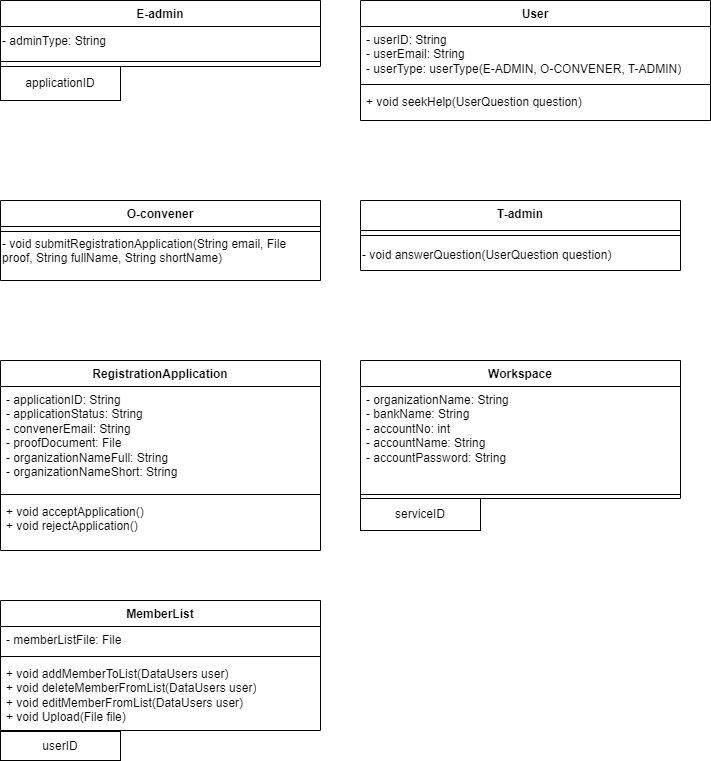 E-admin
- adminType: String
applicationID
User
- userID: String
- userEmail: String
- userType: userType(E-ADMIN, O-CONVENER, T-ADMIN)
+ void seekHelp(UserQuestion question)
O-convener
- void submitRegistrationApplication(String email, File
proof, String fullName, String shortName)
T-admin
- void answerQuestion(UserQuestion question)
RegistrationApplication
- applicationID: String
- applicationStatus: String
- convenerEmail: String
- proofDocument: File
- organizationNameFull: String
- organizationNameShort: String
+ void acceptApplication()
+ void rejectApplication()
Workspace
- organizationName: String
- bankName: String
- accountNo: int
- accountName: String
- accountPassword: String
serviceID
MemberList
- memberListFile: File
+ void addMemberToList(DataUsers user)
+ void deleteMemberFromList(DataUsers user)
+ void editMemberFromList(DataUsers user)
+ void Upload(File file)
userID